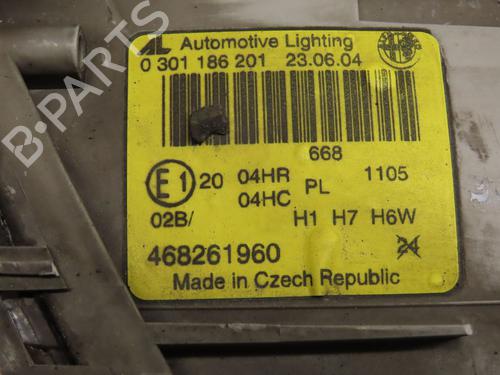 AL Automotive Lighting
0 301 186 201 23.06.04
668
E1 20 04HR PL 1105
04HC
02B/ H1 H7 H6W
468261960 24
Made in Czech Republic
B-PARTS